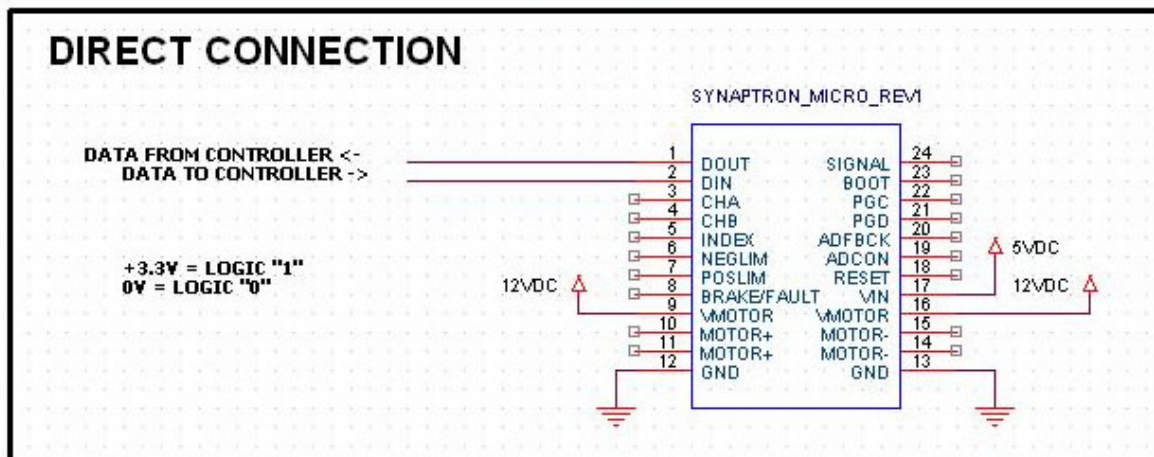 DIRECT CONNECTION
SYNAPTRON_MICRO_REV1
DATA FROM CONTROLLER <-
DATA TO CONTROLLER ->
+3.3V = LOGIC "1"
0V = LOGIC "0"
1 DOUT SIGNAL 24
2 DIN BOOT 23
3 CHA PGC 22
4 CHB PGD 21
5 INDEX ADFBCK 20
6 NEGLIM ADCON 19
7 POSLIM RESET 18
8 BRAKE/FAULT VIN 17
9 VMOTOR VMOTOR 16
10 MOTOR+ MOTOR- 15
11 MOTOR+ MOTOR- 14
12 GND GND 13
12VDC
5VDC
12VDC